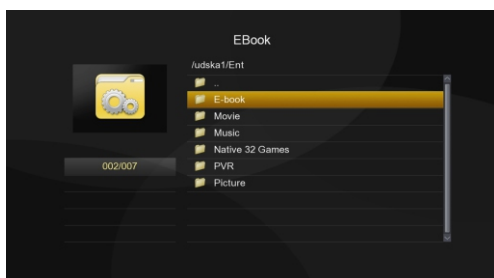 EBook
/udska1/Ent
..
E-book
Movie
Music
Native 32 Games
002/007
PVR
Picture